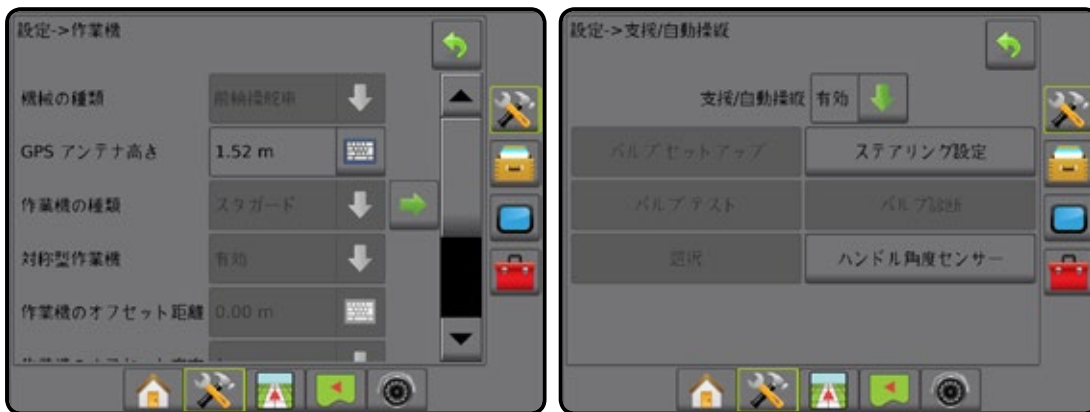 設定->作業機
機械の種類 前輪操舵車
GPS アンテナ高さ 1.52 m
作業機の種類 スタガード
対称型作業機 有効
作業機のオフセット距離 0.00 m
設定->支援/自動操縦
支援/自動操縦 有効
バルブセットアップ ステアリング設定
バルブテスト バルブ診断
選択 ハンドル角度センサー